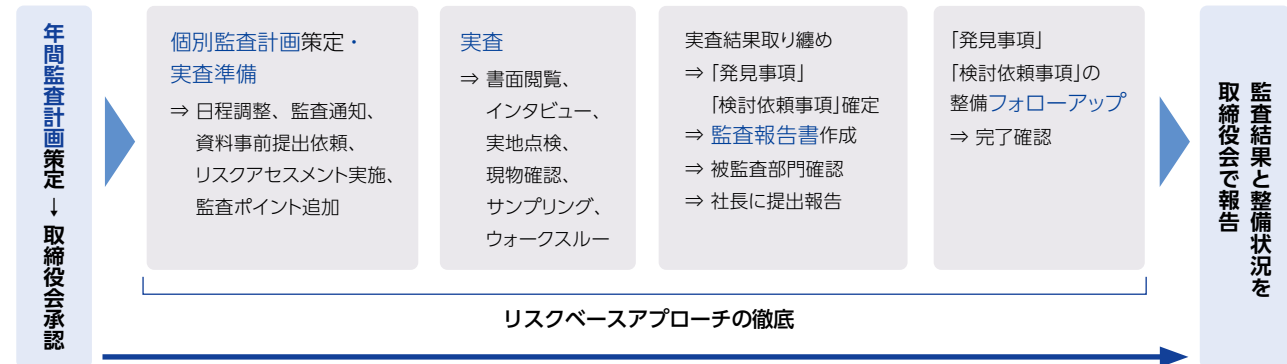 年間監査計画策定→取締役会承認
個別監査計画策定・
実査準備
⇒ 日程調整、監査通知、
資料事前提出依頼、
リスクアセスメント実施、
監査ポイント追加
実査
⇒ 書面閲覧、
インタビュー、
実地点検、
現物確認、
サンプリング、
ウォークスルー
実査結果取り纏め
⇒「発見事項」
「検討依頼事項」確定
⇒ 監査報告書作成
⇒ 被監査部門確認
⇒ 社長に提出報告
「発見事項」
「検討依頼事項」の
整備フォローアップ
⇒ 完了確認
監査結果と整備状況を
取締役会で報告
リスクベースアプローチの徹底